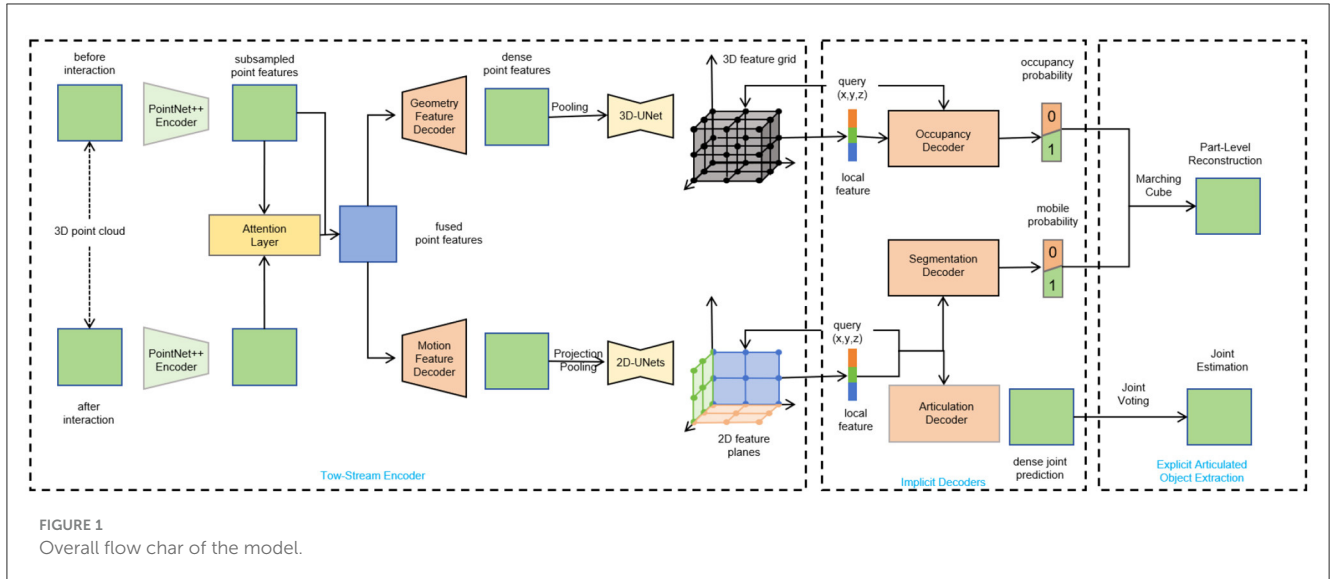 before
interaction
PointNet++
Encoder
subsampled
point features
Geometry
Feature
Decoder
dense
point features
Pooling
3D-UNet
3D feature grid
query
(x,y,z)
local
feature
Occupancy
Decoder
occupancy
probability
0
1
Marching
Cube
Part-Level
Reconstruction
3D point cloud
Attention
Layer
fused
point features
Segmentation
Decoder
mobile
probability
0
1
after
interaction
PointNet++
Encoder
Motion
Feature
Decoder
Projection
Pooling
2D-UNets
2D feature
planes
query
(x,y,z)
local
feature
Articulation
Decoder
dense joint
prediction
Joint
Voting
Joint
Estimation
Tow-Stream Encoder
Implicit Decoders
Explicit Articulated
Object Extraction
FIGURE 1
Overall flow char of the model.